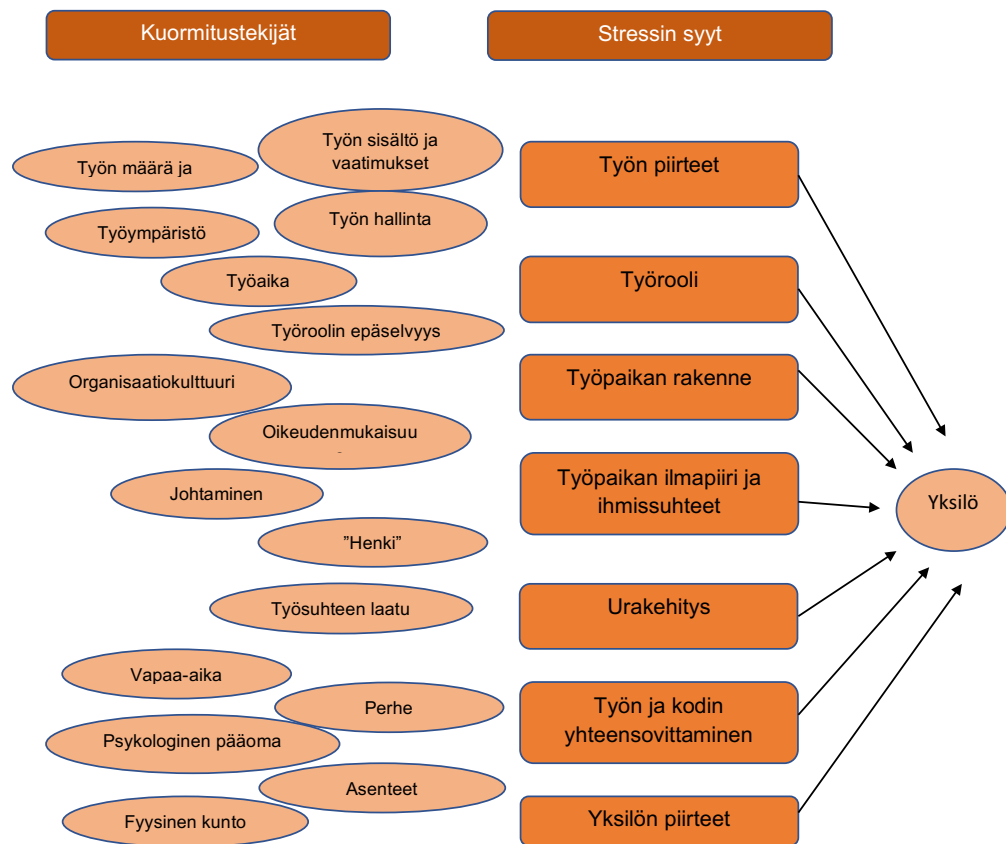 Kuormitustekijät
Stressin syyt
Työn sisältö ja
vaatimukset
Työn määrä ja
Työn hallinta
Työympäristö
Työaika
Työroolin epäselvyys
Organisaatiokulttuuri
Oikeudenmukaisuu
Johtaminen
”Henki”
Työsuhteen laatu
Vapaa-aika
Perhe
Psykologinen pääoma
Asenteet
Fyysinen kunto
Työn piirteet
Työrooli
Työpaikan rakenne
Työpaikan ilmapiiri ja
ihmissuhteet
Urakehitys
Työn ja kodin
yhteensovittaminen
Yksilön piirteet
Yksilö